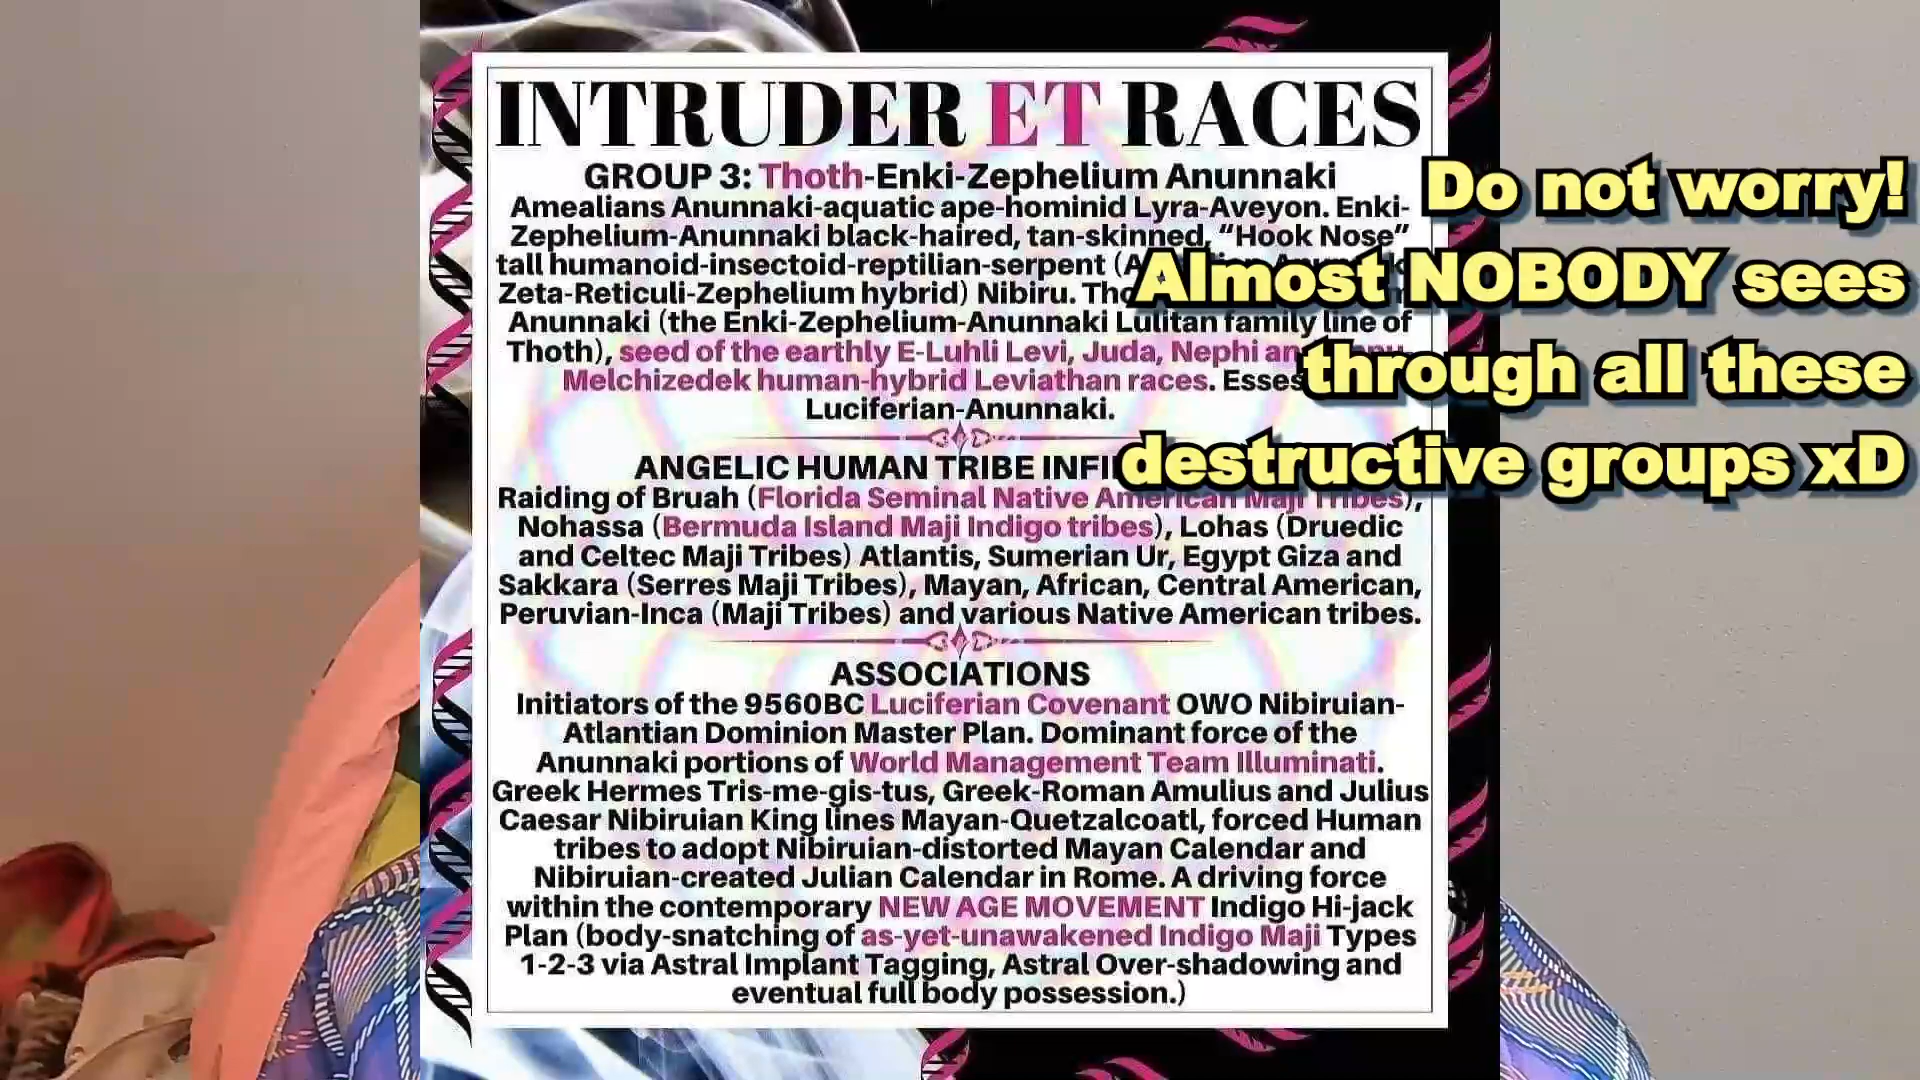 INTRUDER ET RACES
GROUP 3: Thoth-Enki-Zephelium Anunnaki
Amealians Anunnaki-aquatic ape-hominid Lyra-Aveyon. Enki-
Zephelium-Anunnaki black-haired, tan-skinned, “Hook Nose”
tall humanoid-insectoid-reptilian-serpent
Zeta-Reticuli-Zephelium hybrid) Nibiru.
Anunnaki (the Enki-Zephelium-Anunnaki Lulitan family line of
Thoth), seed of the earthly E-Luhli Levi, Juda, Nephi
Melchizedek human-hybrid Leviathan races.
Luciferian-Anunnaki.
ANGELIC HUMAN TRIBE
Raiding of Bruah (Florida Seminal Native American Maji Tribes),
Nohassa (Bermuda Island Maji Indigo tribes), Lohas (Druedic
and Celtec Maji Tribes) Atlantis, Sumerian Ur, Egypt Giza and
Sakkara (Serres Maji Tribes), Mayan, African, Central American,
Peruvian-Inca (Maji Tribes) and various Native American tribes.
ASSOCIATIONS
Initiators of the 9560BC Luciferian Covenant OWO Nibiruian-
Atlantian Dominion Master Plan. Dominant force of the
Anunnaki portions of World Management Team Illuminati.
Greek Hermes Tris-me-gis-tus, Greek-Roman Amulius and Julius
Caesar Nibiruian King lines Mayan-Quetzalcoatl, forced Human
tribes to adopt Nibiruian-distorted Mayan Calendar and
Nibiruian-created Julian Calendar in Rome. A driving force
within the contemporary NEW AGE MOVEMENT Indigo Hi-jack
Plan (body-snatching of as-yet-unawakened Indigo Maji Types
1-2-3 via Astral Implant Tagging, Astral Over-shadowing and
eventual full body possession.)
Do not worry!
Almost NOBODY sees
through all these
destructive groups xD